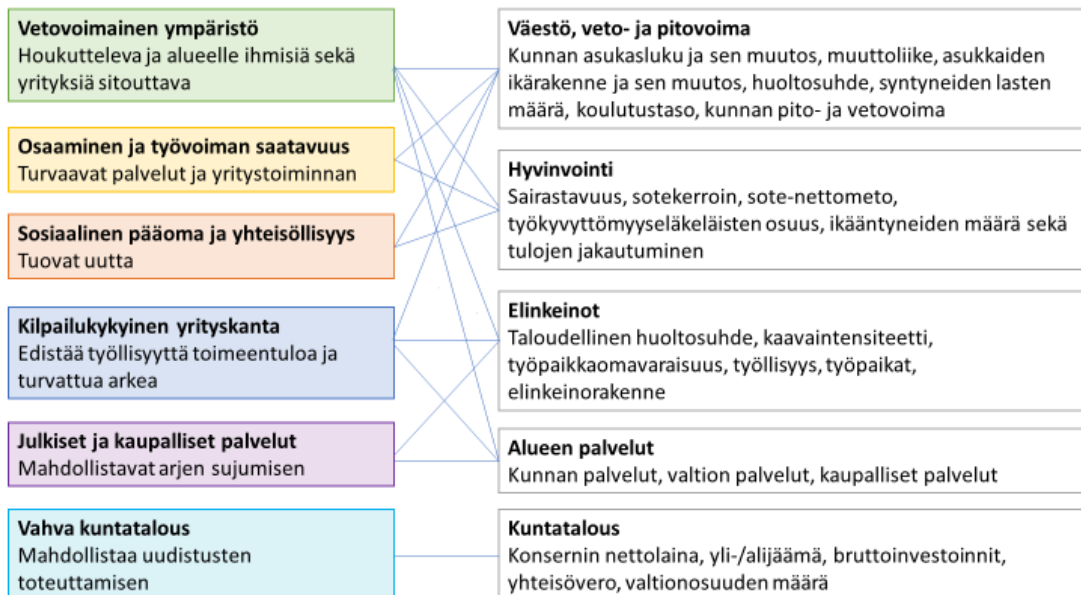 Vetovoimainen ympäristö
Houkutteleva ja alueelle ihmisiä sekä
yrityksiä sitouttava
Osaaminen ja työvoiman saatavuus
Turvaavat palvelut ja yritystoiminnan
Sosiaalinen pääoma ja yhteisöllisyys
Tuovat uutta
Kilpailukykyinen yrityskanta
Edistää työllisyyttä toimeentuloa ja
turvattua arkea
Julkiset ja kaupalliset palvelut
Mahdollistavat arjen sujumisen
Vahva kuntatalous
Mahdollistaa uudistusten
toteuttamisen
Väestö, veto- ja pitovoima
Kunnan asukasluku ja sen muutos, muuttoliike, asukkaiden
ikärakenne ja sen muutos, huoltosuhde, syntyneiden lasten
määrä, koulutustaso, kunnan pito- ja vetovoima
Hyvinvointi
Sairastavuus, sotekerroin, sote-nettometo,
työkyvyttömyyseläkeläisten osuus, ikääntyneiden määrä sekä
tulojen jakautuminen
Elinkeinot
Taloudellinen huoltosuhde, kaavaintensiteetti,
työpaikkaomavaraisuus, työllisyys, työpaikat,
elinkeinorakenne
Alueen palvelut
Kunnan palvelut, valtion palvelut, kaupalliset palvelut
Kuntatalous
Konsernin nettolaina, yli-/alijäämä, bruttoinvestoinnit,
yhteisövero, valtionosuuden määrä